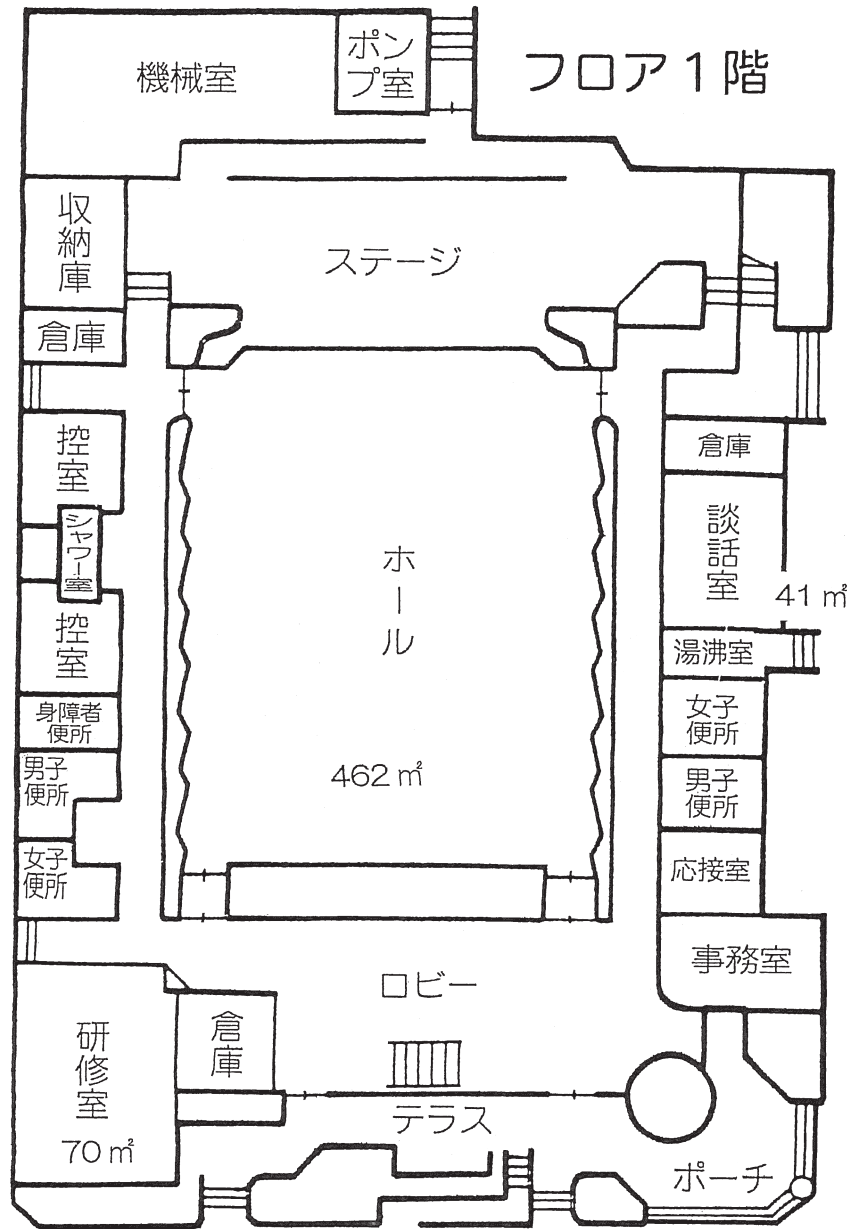 フロア1階
機械室
ポン
プ室
収納庫
ステージ
倉庫
控室
シャワー室
控室
身障者
便所
男子
便所
女子
便所
ホール
462㎡
倉庫
談話室
41㎡
湯沸室
女子
便所
男子
便所
応接室
事務室
ロビー
研修室
70㎡
倉庫
テラス
ポーチ